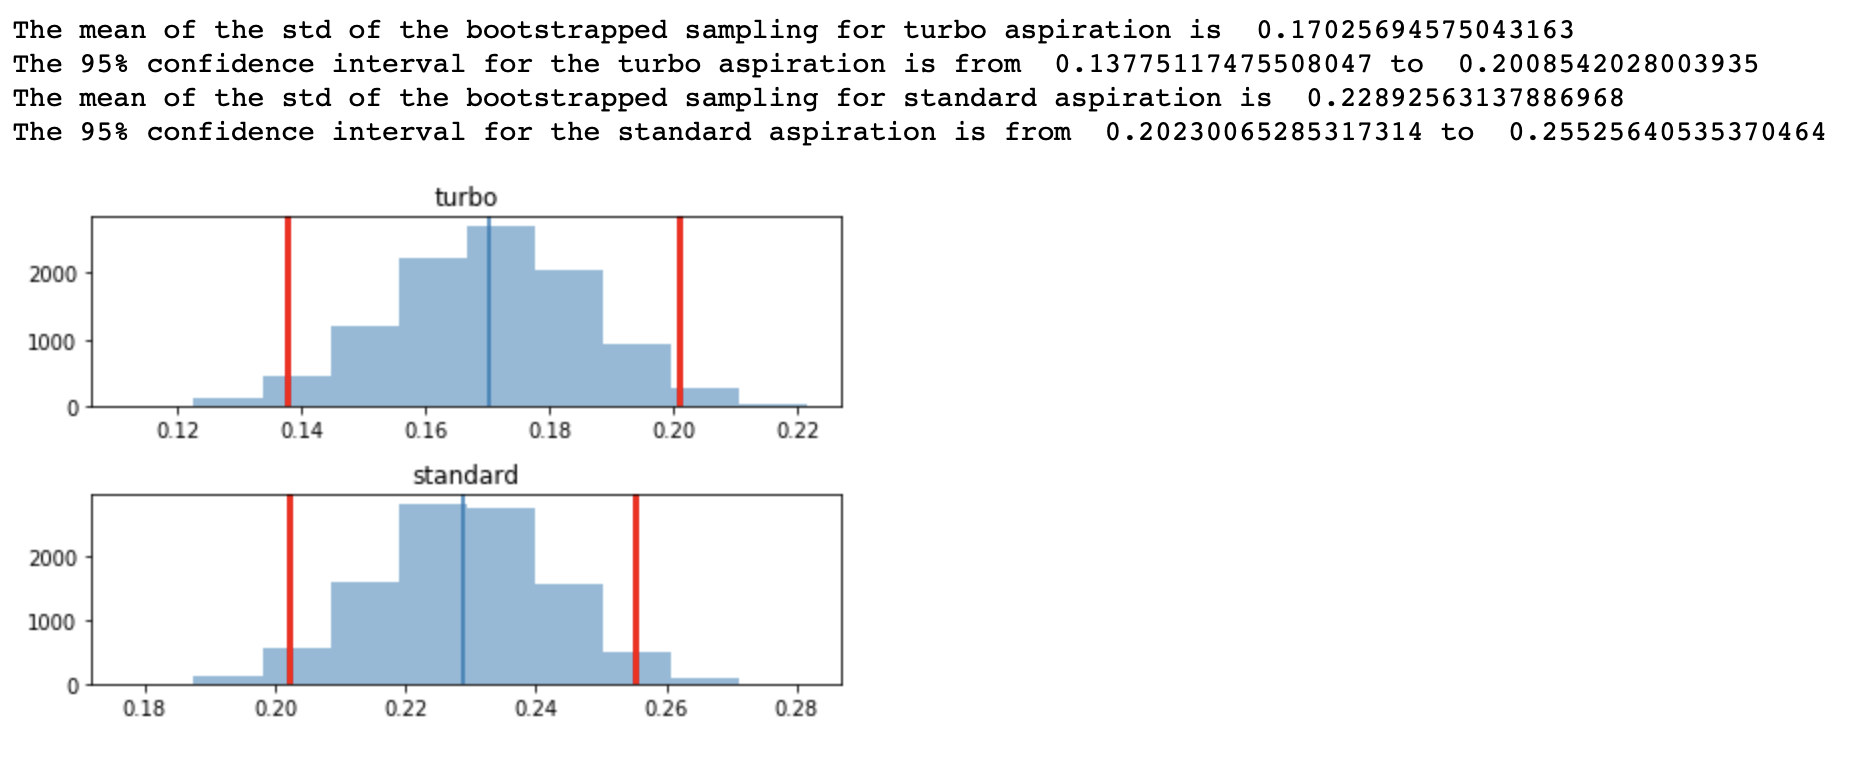 The mean of the std of the bootstrapped sampling for turbo aspiration is  0.17025694575043163
The 95% confidence interval for the turbo aspiration is from  0.13775117475508047 to  0.2008542028003935
The mean of the std of the bootstrapped sampling for standard aspiration is  0.22892563137886968
The 95% confidence interval for the standard aspiration is from  0.20230065285317314 to  0.25525640535370464
turbo
2000
1000
0
0.12 0.14 0.16 0.18 0.20 0.22
standard
2000
1000
0
0.18 0.20 0.22 0.24 0.26 0.28